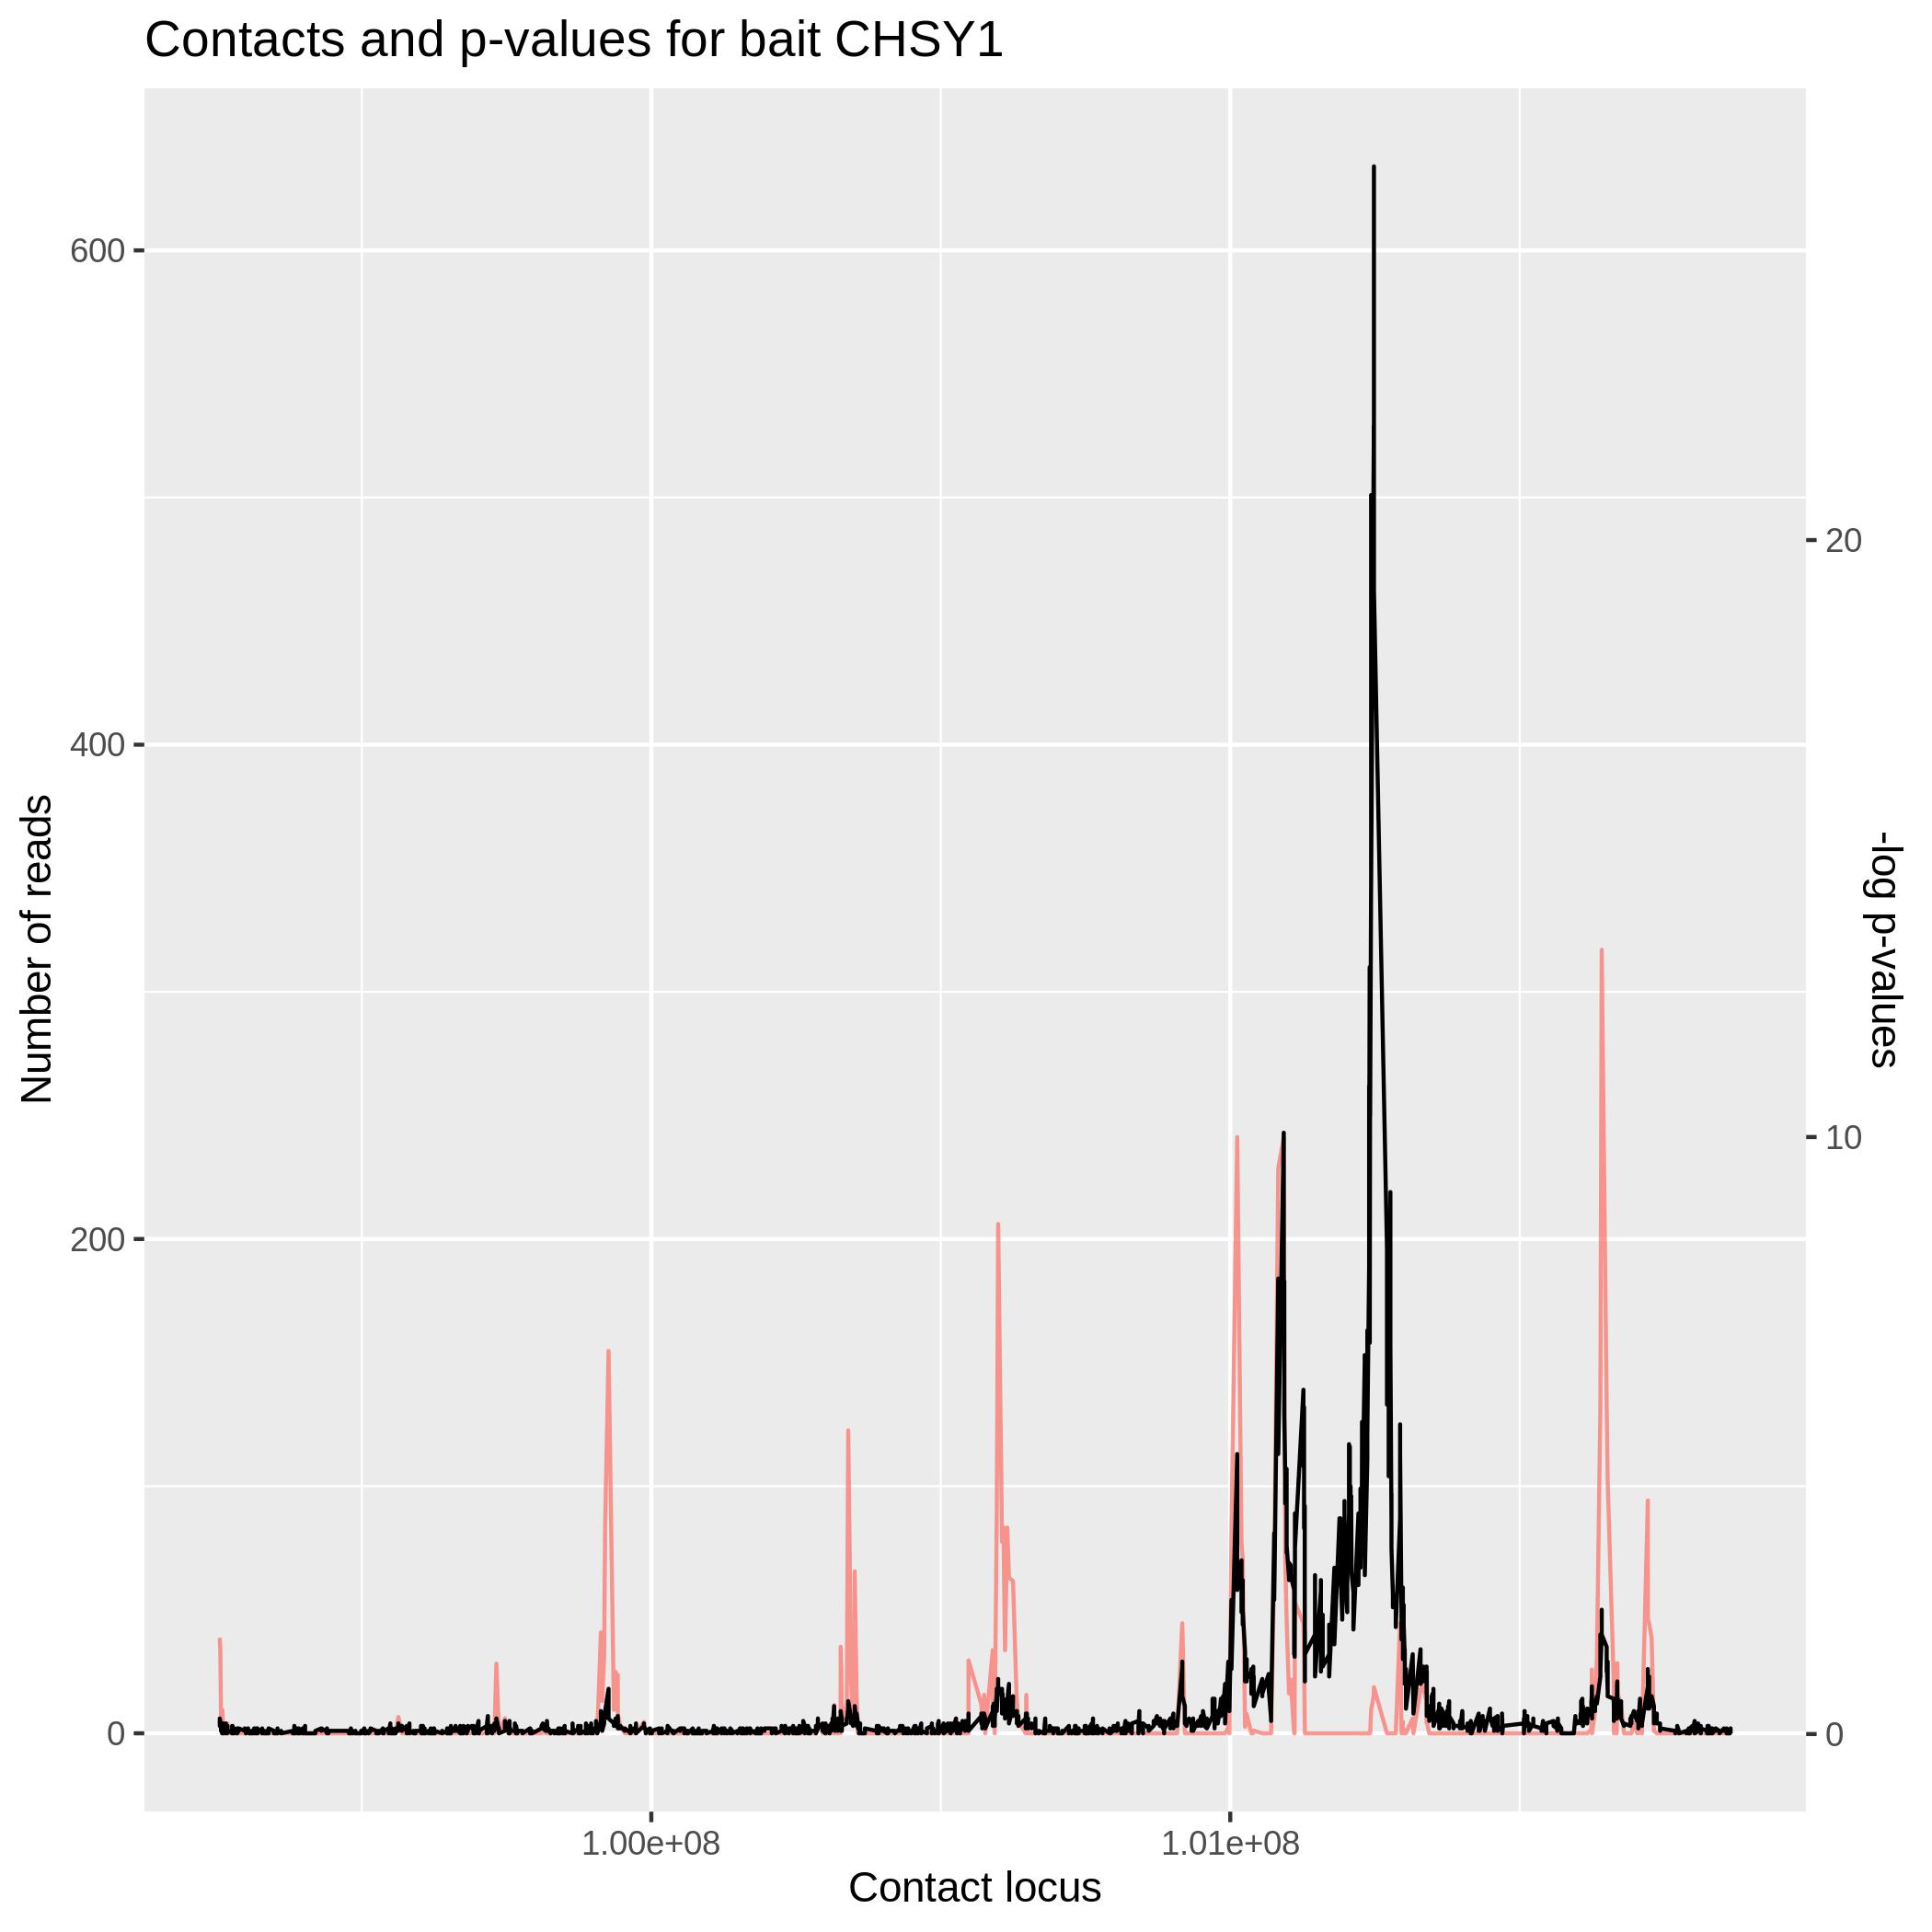 Contacts and p-values for bait CHSY1
600
400
200
0
20
10
0
Number of reads
-log p-values
1.00e+08
1.01e+08
Contact locus